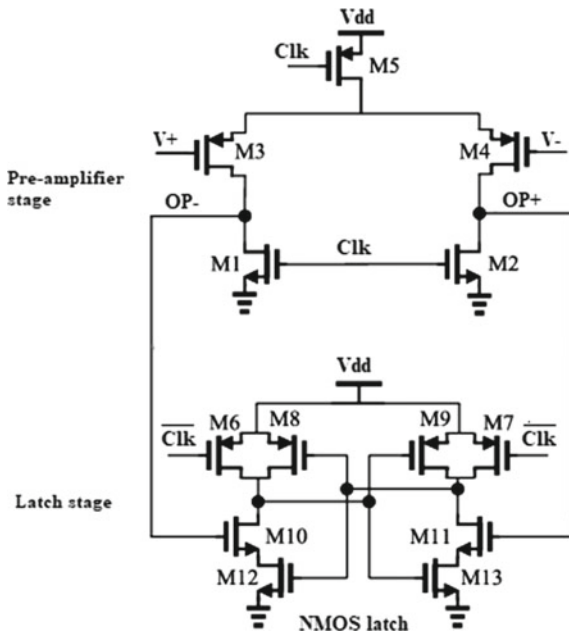 Vdd
Clk
M5
V+
M3
M4
V-
Pre-amplifier
stage
OP-
OP+
M1
Clk
M2
Vdd
M6
M8
M9
M7
Clk
Clk
Latch stage
M10
M11
M12
M13
NMOS latch